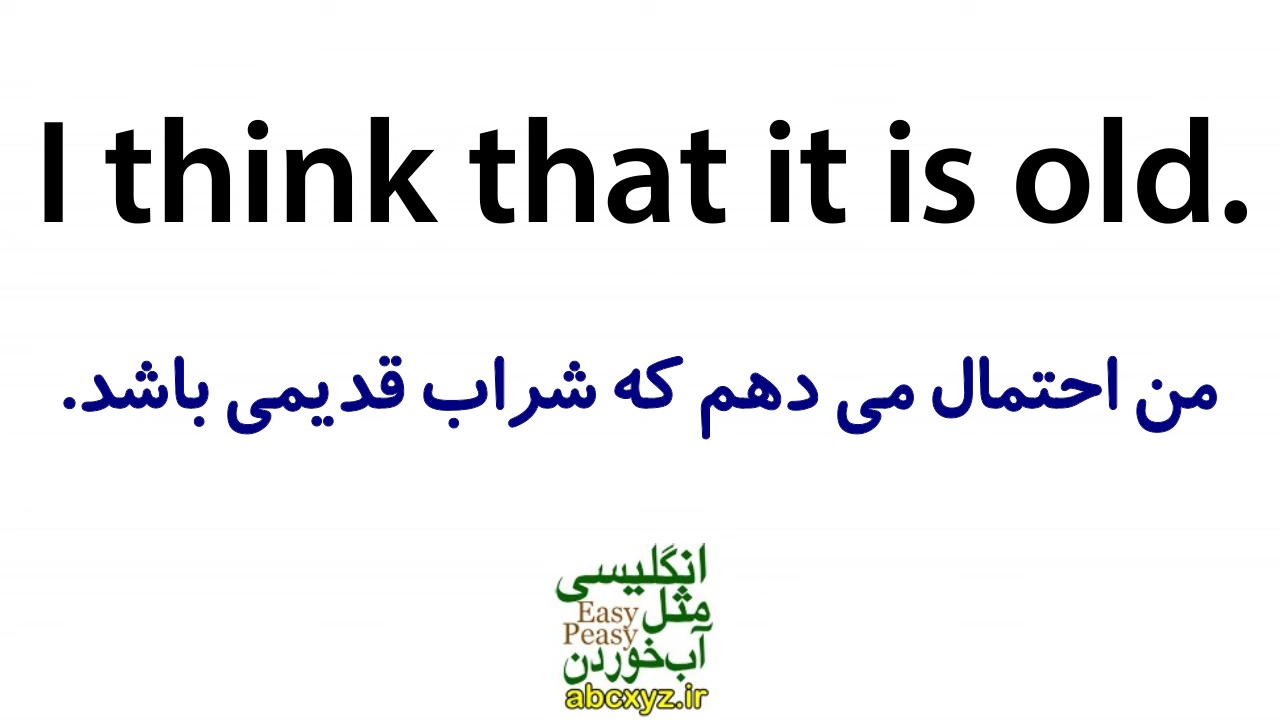 I think that it is old.
من احتمال می دهم که شراب قدیمی باشد.
انگلیسی
مثل
Easy
Peasy
آب‌خوردن
abcxyz.ir